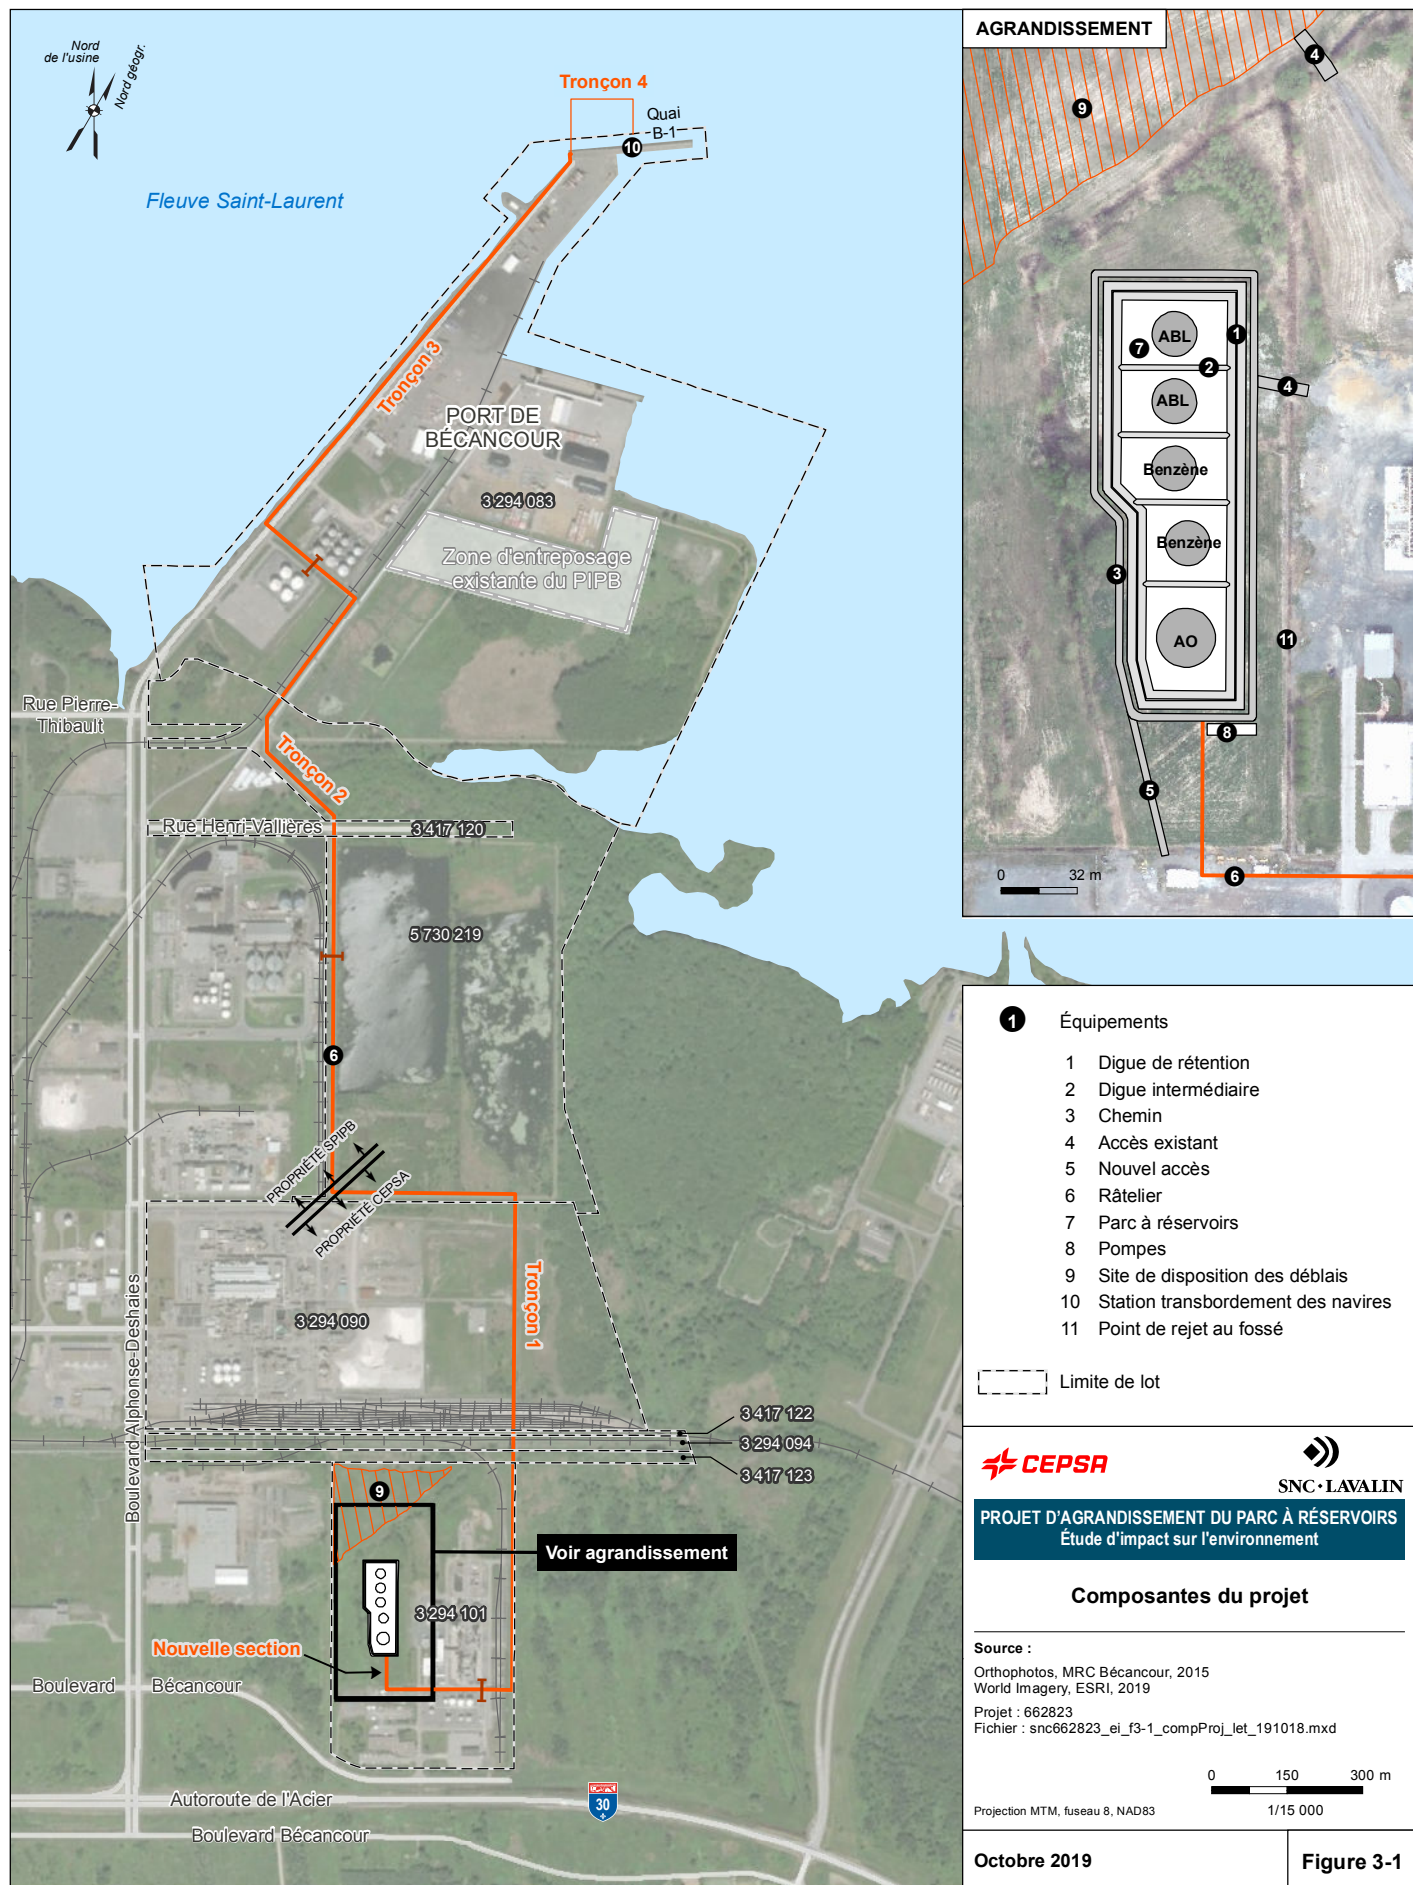 Nord
de l'usine
Nord géogr.
Tronçon 4
Quai
B-1
10
Fleuve Saint-Laurent
Tronçon 3
PORT DE
BÉCANCOUR
3 294 083
Zone d'entreposage
existante du PIPB
Rue Pierre-
Thibault
Tronçon 2
Rue Henri-Vallières
3 417 120
5 730 219
6
PROPRIÉTÉ SPIPB
PROPRIÉTÉ CEPSA
Tronçon 1
3 294 090
Boulevard Alphonse-Deshaies
3 417 122
3 294 094
3 417 123
9
Voir agrandissement
3 294 101
Nouvelle section
Boulevard Bécancour
Autoroute de l'Acier
30
Boulevard Bécancour
AGRANDISSEMENT
4
9
ABL
1
7
2
ABL
4
Benzène
Benzène
3
AO
11
8
5
6
0 32 m
1 Équipements
1 Digue de rétention
2 Digue intermédiaire
3 Chemin
4 Accès existant
5 Nouvel accès
6 Râtelier
7 Parc à réservoirs
8 Pompes
9 Site de disposition des déblais
10 Station transbordement des navires
11 Point de rejet au fossé
Limite de lot
CEPSA
SNC•LAVALIN
PROJET D'AGRANDISSEMENT DU PARC À RÉSERVOIRS
Étude d'impact sur l'environnement
Composantes du projet
Source :
Orthophotos, MRC Bécancour, 2015
World Imagery, ESRI, 2019
Projet : 662823
Fichier : snc662823_ei_f3-1_compProj_let_191018.mxd
0 150 300 m
Projection MTM, fuseau 8, NAD83
1/15 000
Octobre 2019
Figure 3-1